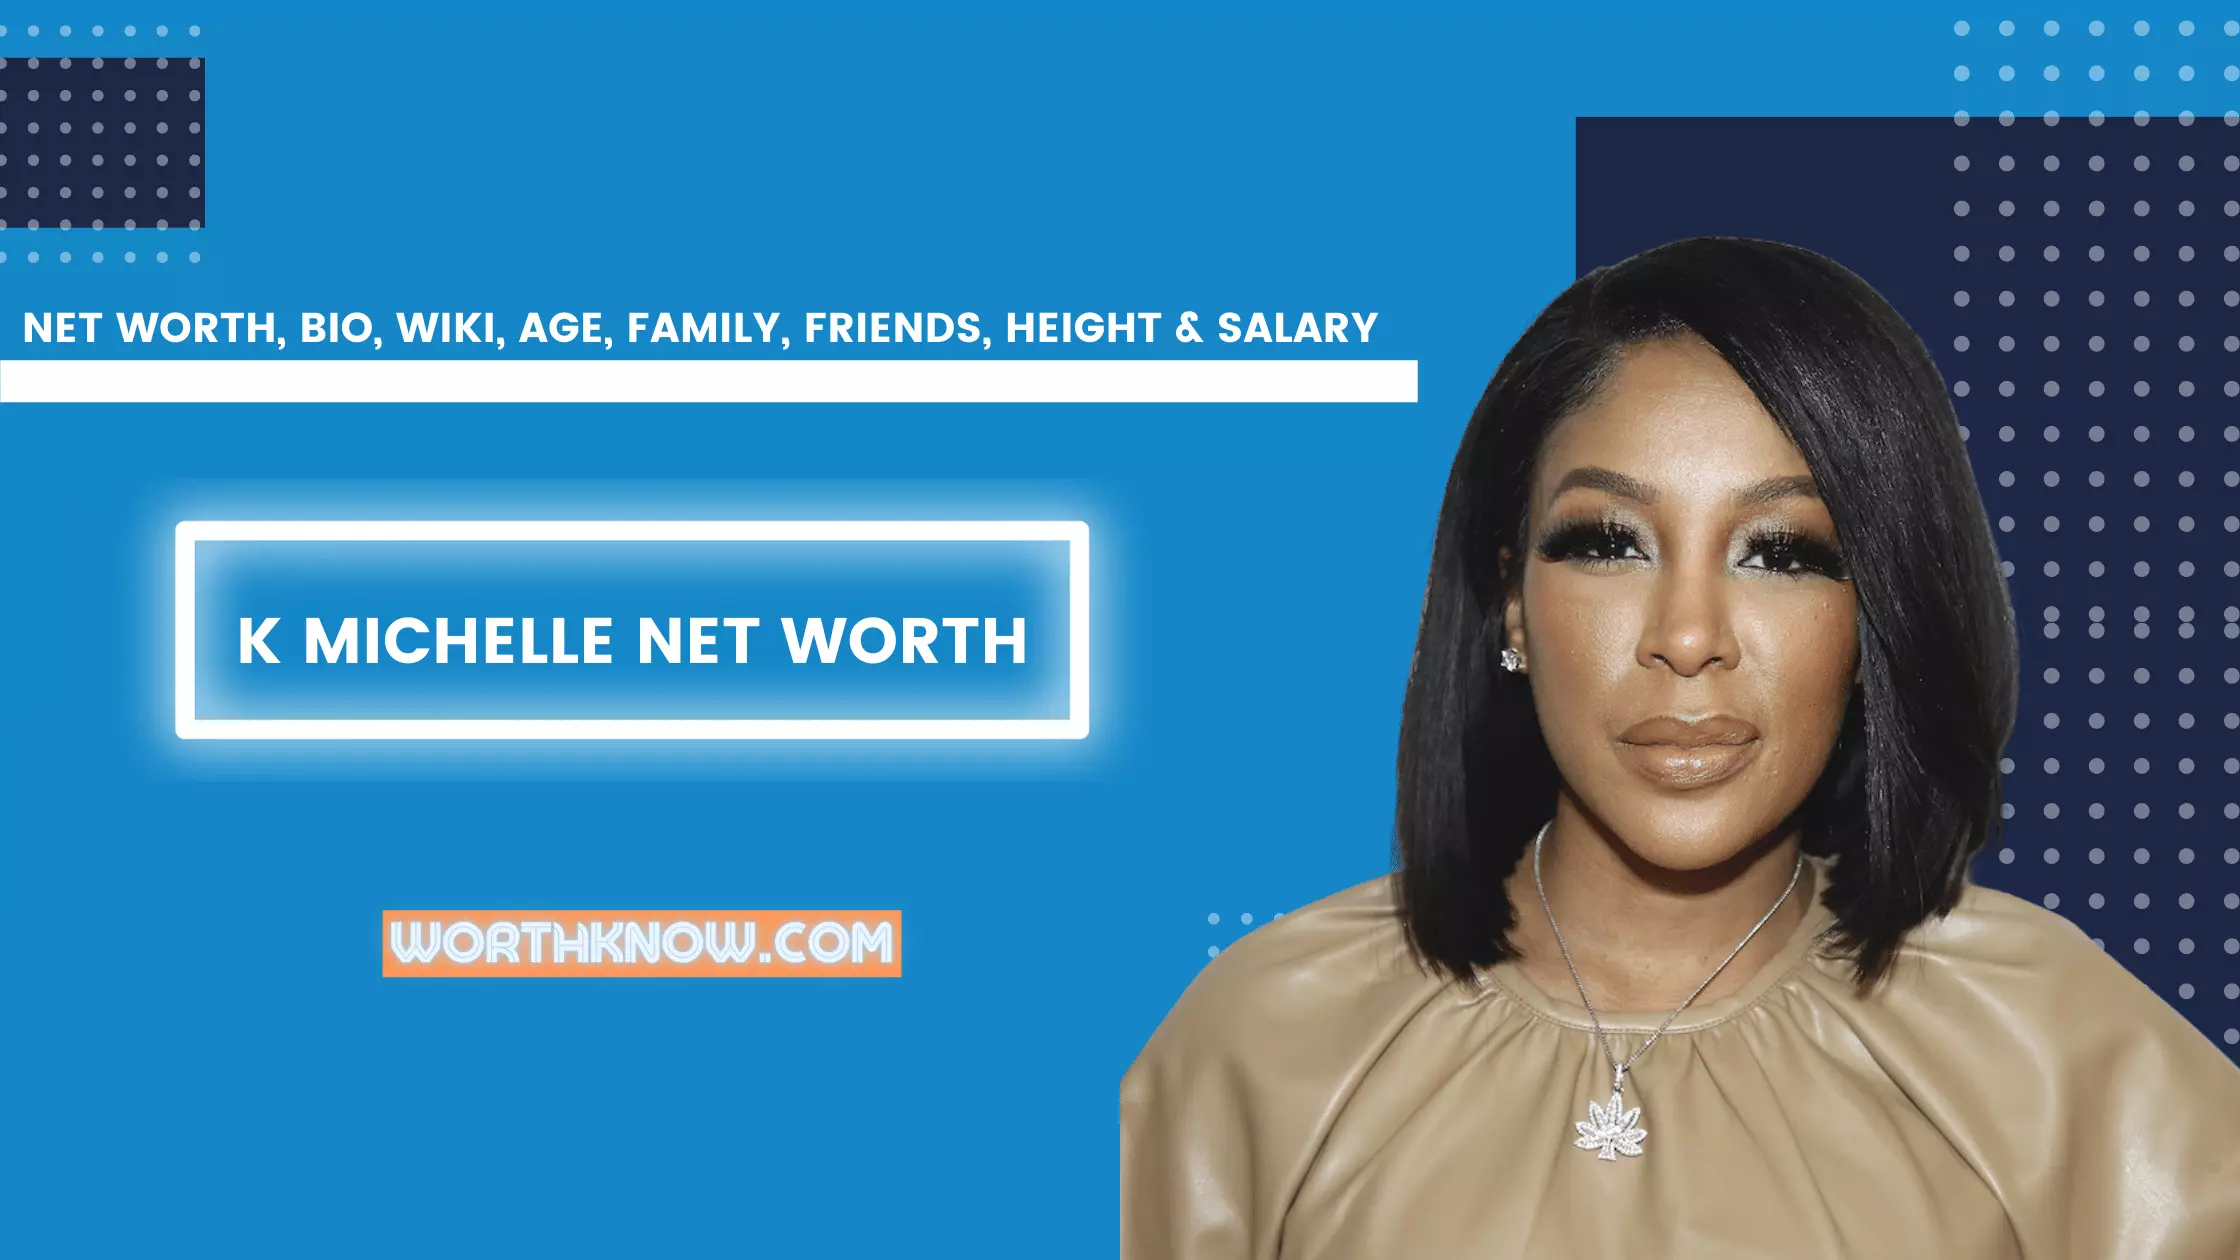 NET WORTH, BIO, WIKI, AGE, FAMILY, FRIENDS, HEIGHT & SALARY
K MICHELLE NET WORTH
WORTHKNOW.COM